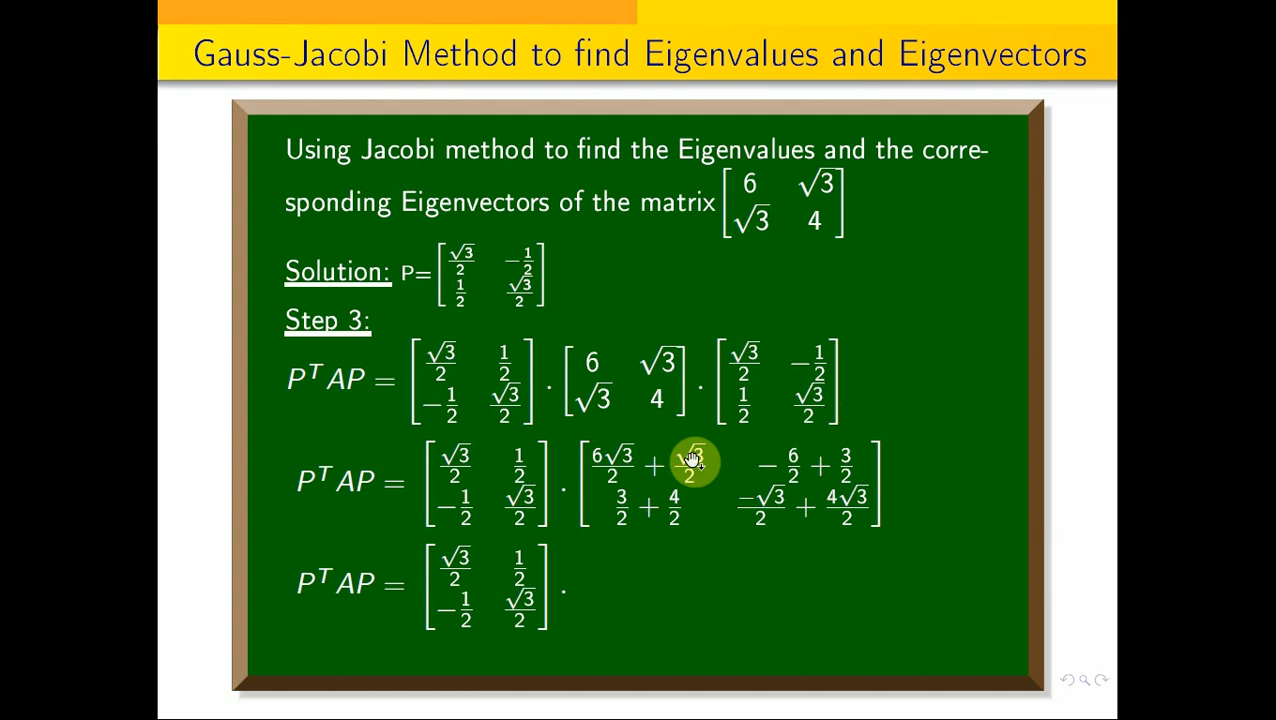 Gauss-Jacobi Method to find Eigenvalues and Eigenvectors
Using Jacobi method to find the Eigenvalues and the corre-
sponding Eigenvectors of the matrix [6 √3; √3 4]
Solution: P= [√3/2 -1/2; 1/2 √3/2]
Step 3:
P^T AP = [√3/2 1/2; -1/2 √3/2] . [6 √3; √3 4] . [√3/2 -1/2; 1/2 √3/2]
P^T AP = [√3/2 1/2; -1/2 √3/2] . [6√3/2 + √3/2 -6/2 + 3/2; 3/2 + 4/2 -√3/2 + 4√3/2]
P^T AP = [√3/2 1/2; -1/2 √3/2] .